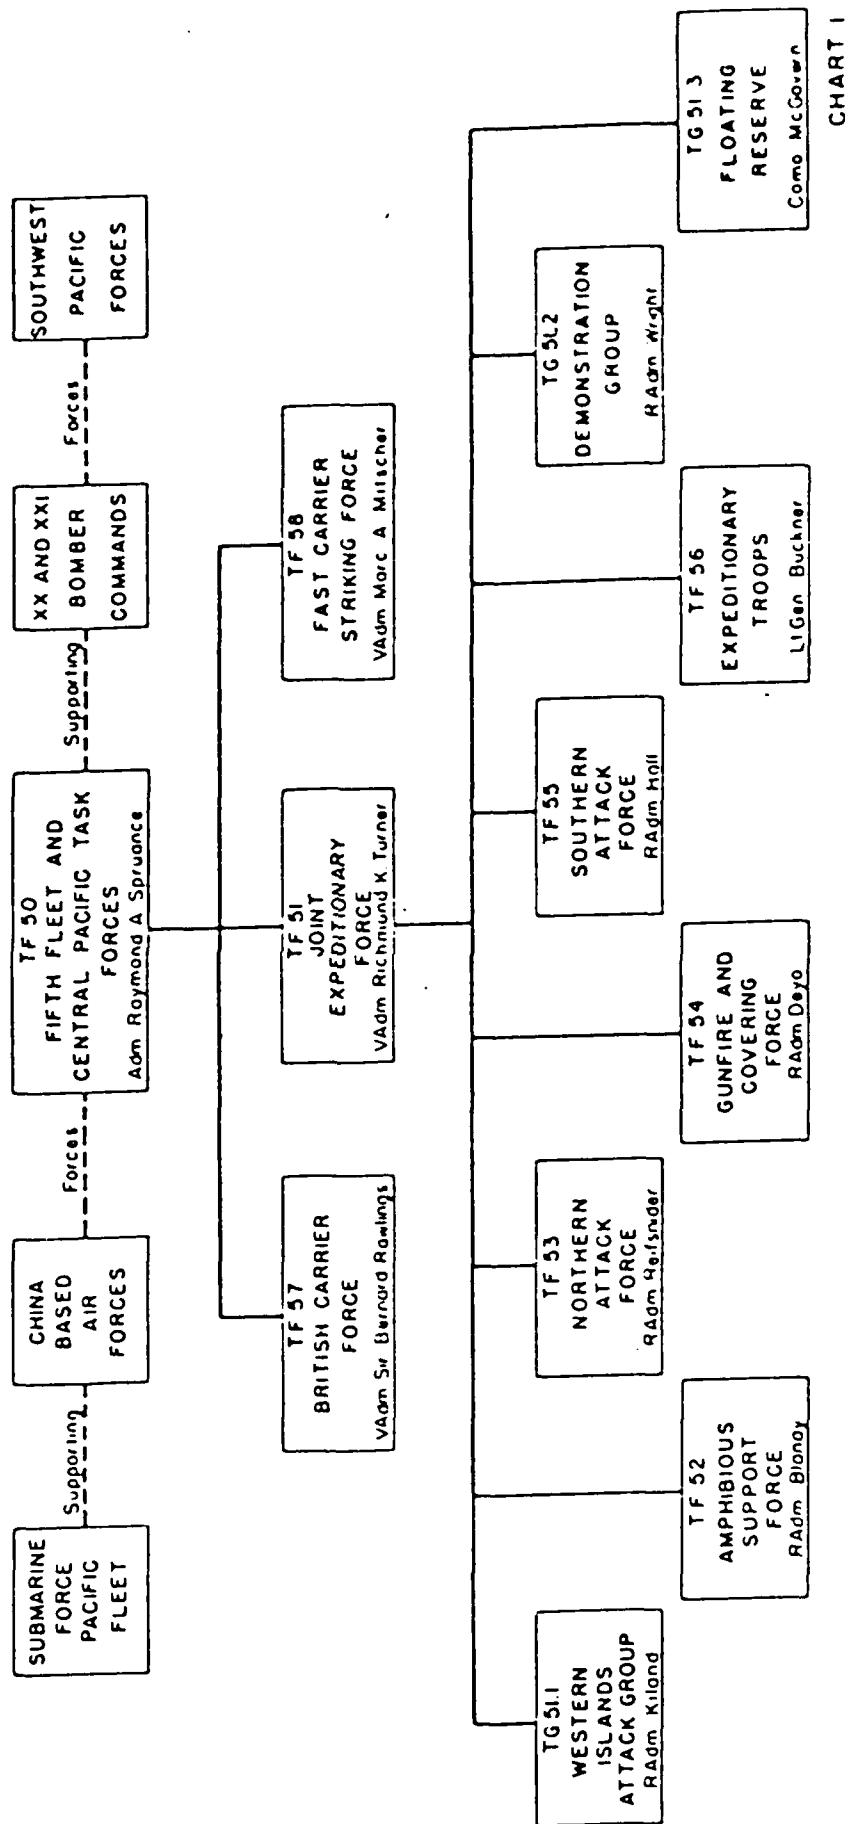 SUBMARINE
FORCE
PACIFIC
FLEET
Supporting
CHINA
BASED
AIR
FORCES
Forces
TF 50
FIFTH FLEET AND
CENTRAL PACIFIC TASK
FORCES
Adm Raymond A Spruance
Supporting
XX AND XXI
BOMBER
COMMANDS
Forces
SOUTHWEST
PACIFIC
FORCES
TF 57
BRITISH CARRIER
FORCE
VAdm Sir Bernard Rawlings
TF 51
JOINT
EXPEDITIONARY
FORCE
VAdm Richmund K. Turner
TF 58
FAST CARRIER
STRIKING FORCE
VAdm Marc A Mitscher
TG 51.1
WESTERN
ISLANDS
ATTACK GROUP
RAdm Kiland
TF 53
NORTHERN
ATTACK
FORCE
RAdm Reifsnider
TF 55
SOUTHERN
ATTACK
FORCE
RAdm Hall
TG 51.2
DEMONSTRATION
GROUP
RAdm Wright
TF 52
AMPHIBIOUS
SUPPORT
FORCE
RAdm Blandy
TF 54
GUNFIRE AND
COVERING
FORCE
RAdm Deyo
TF 56
EXPEDITIONARY
TROOPS
Lt Gen Buckner
TG 51 3
FLOATING
RESERVE
Como McGovern
CHART I